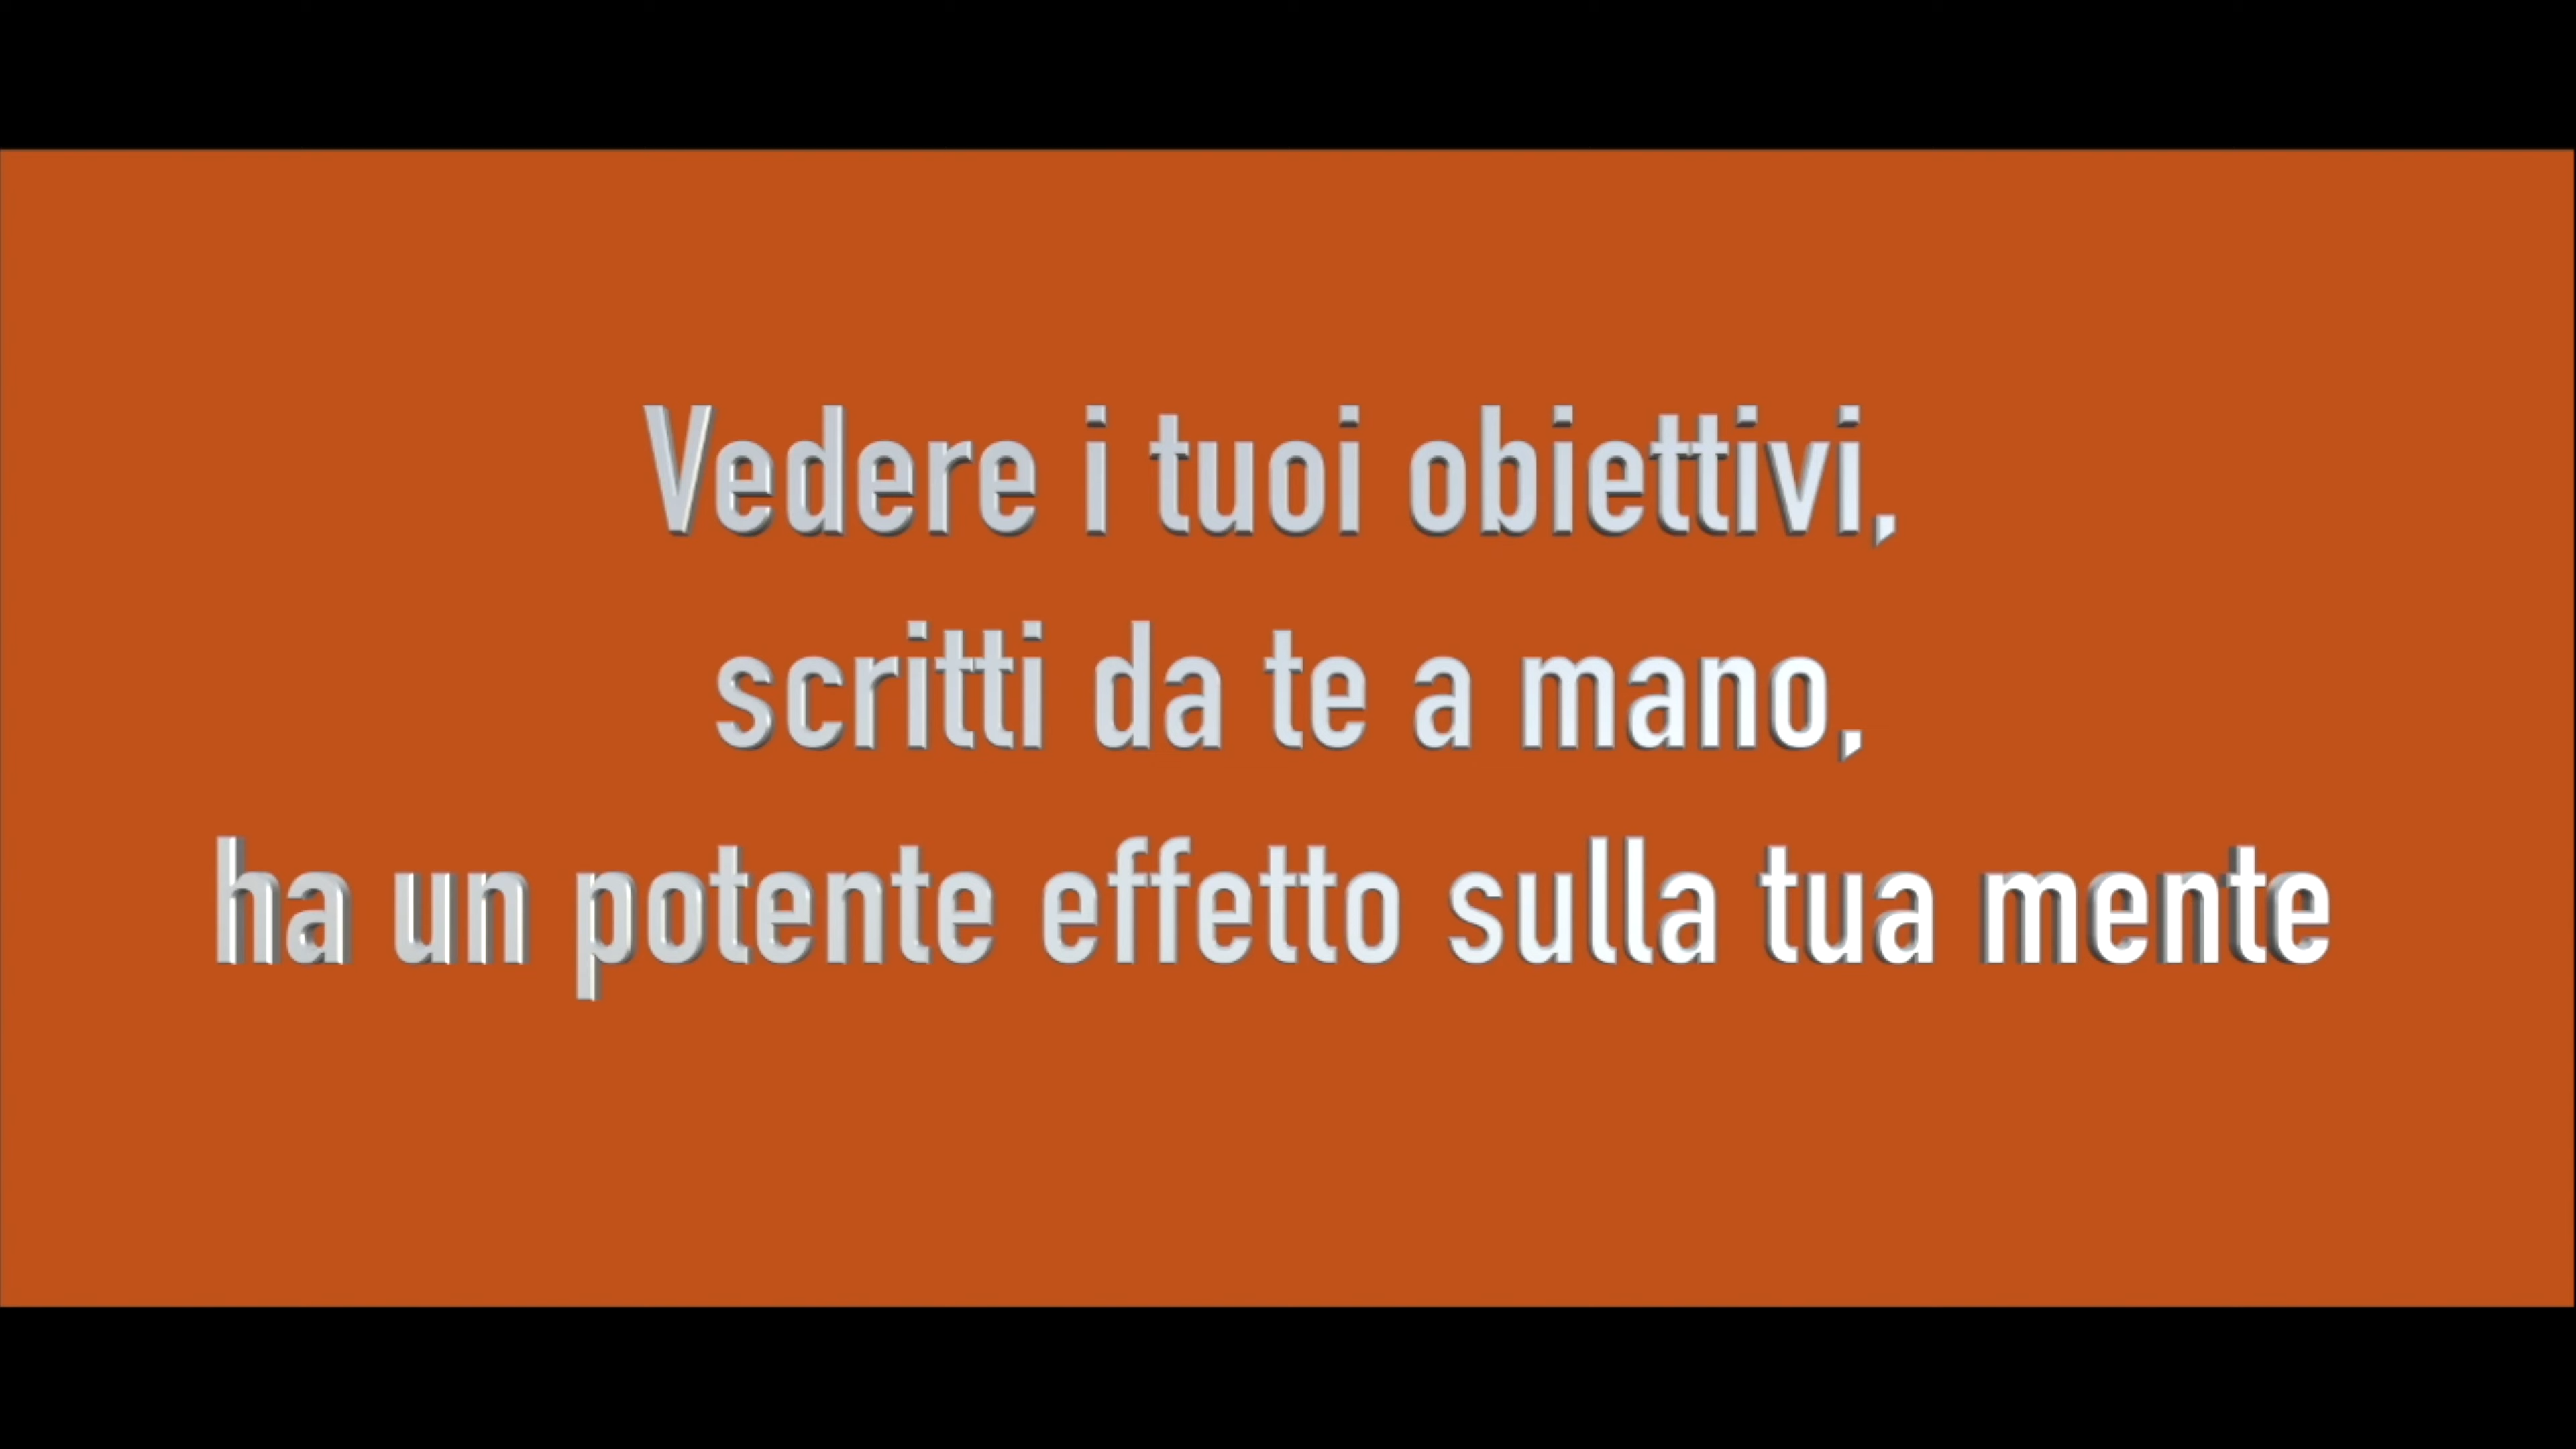 Vedere i tuoi obiettivi,
scritti da te a mano,
ha un potente effetto sulla tua mente